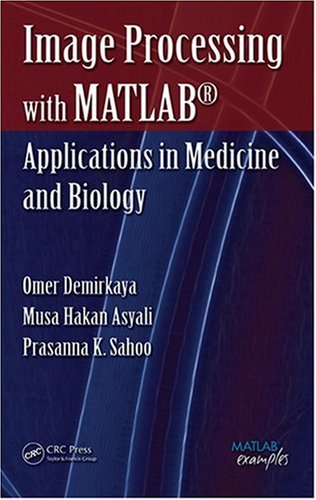 Image Processing
with MATLAB®
Applications in Medicine
and Biology
Omer Demirkaya
Musa Hakan Asyali
Prasanna K. Sahoo
CRC
CRC Press
Taylor & Francis Group
MATLAB®
examples